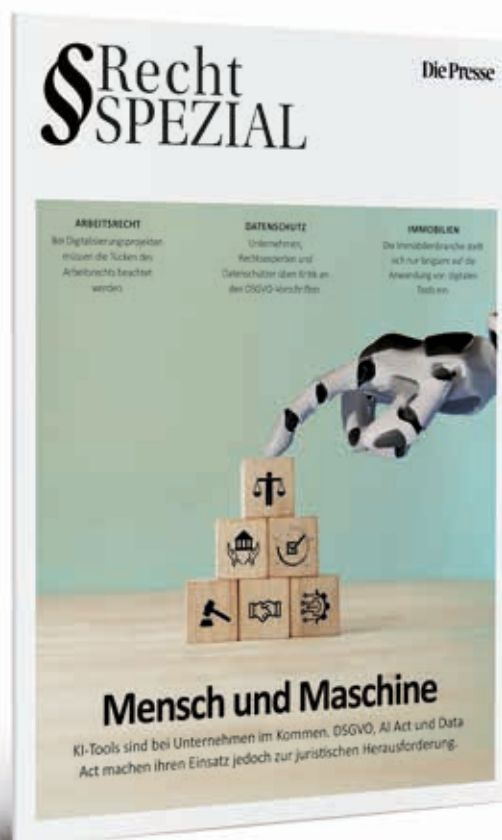 §Recht
SPEZIAL
Die Presse
ARBEITSRECHT
Bei Digitalisierungsprojekten
müssen die Tücken des
Arbeitsrechts beachtet
werden.
DATENSCHUTZ
Unternehmen,
Rechtsexperten und
Datenschützer üben Kritik an
den DSGVO-Vorschriften.
IMMOBILIEN
Die Immobilienbranche stellt
sich nur langsam auf die
Anwendung von digitalen
Tools ein.
Mensch und Maschine
KI-Tools sind bei Unternehmen im Kommen. DSGVO, AI Act und Data
Act machen ihren Einsatz jedoch zur juristischen Herausforderung.